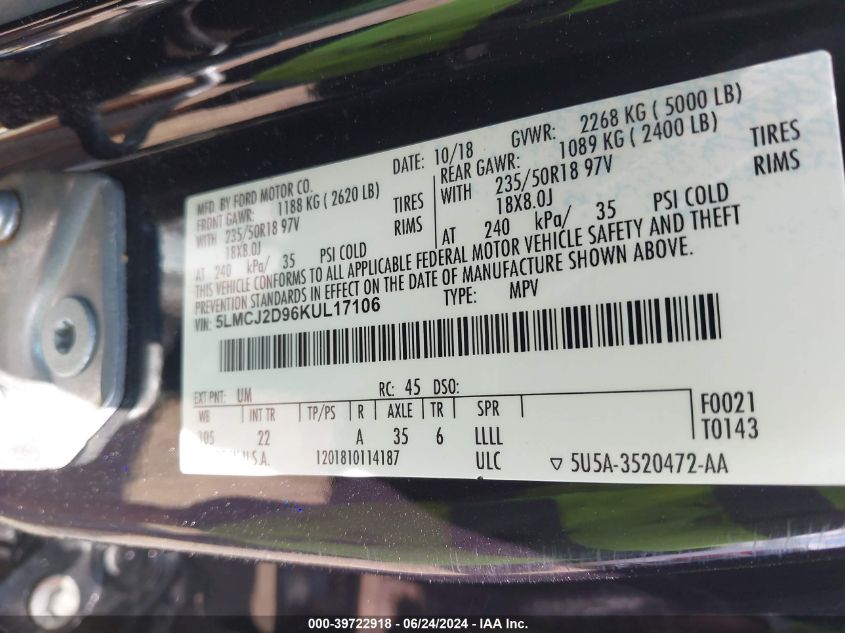 MFD. BY FORD MOTOR CO. DATE: 10/18 GVWR: 2268 KG ( 5000 LB)
FRONT GAWR: 1188 KG ( 2620 LB) REAR GAWR: 1089 KG ( 2400 LB)
WITH 235/50R18 97V TIRES WITH 235/50R18 97V TIRES
18X8.0J RIMS 18X8.0J RIMS
AT 240 kPa/ 35 PSI COLD AT 240 kPa/ 35 PSI COLD
THIS VEHICLE CONFORMS TO ALL APPLICABLE FEDERAL MOTOR VEHICLE SAFETY AND THEFT
PREVENTION STANDARDS IN EFFECT ON THE DATE OF MANUFACTURE SHOWN ABOVE.
VIN: 5LMCJ2D96KUL17106 TYPE: MPV
EXT PNT: UM RC: 45 DSO:
WB INT TR TP/PS R AXLE TR SPR F0021
105 22 A 35 6 LLLL T0143
U.S.A. 1201810114187 ULC 5U5A-3520472-AA
000-39722918 - 06/24/2024 - IAA Inc.